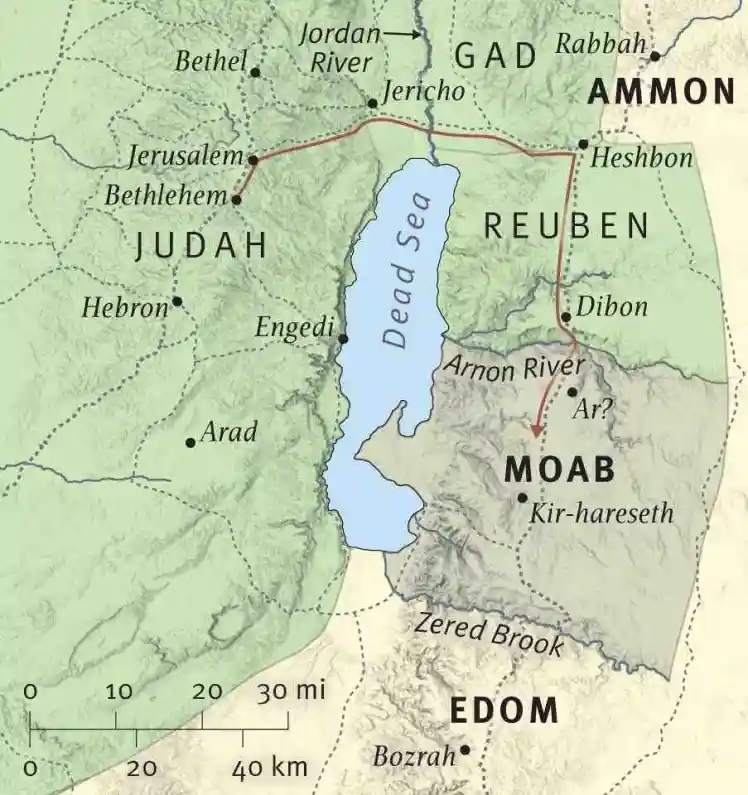 Jordan
River
GAD
Rabbah
Bethel
AMMON
Jericho
Jerusalem
Heshbon
Bethlehem
JUDAH
REUBEN
Dead Sea
Hebron
Dibon
Engedi
Arnon River
Ar?
Arad
MOAB
Kir-hareseth
Zered Brook
0 10 20 30 mi
EDOM
Bozrah
0 20 40 km